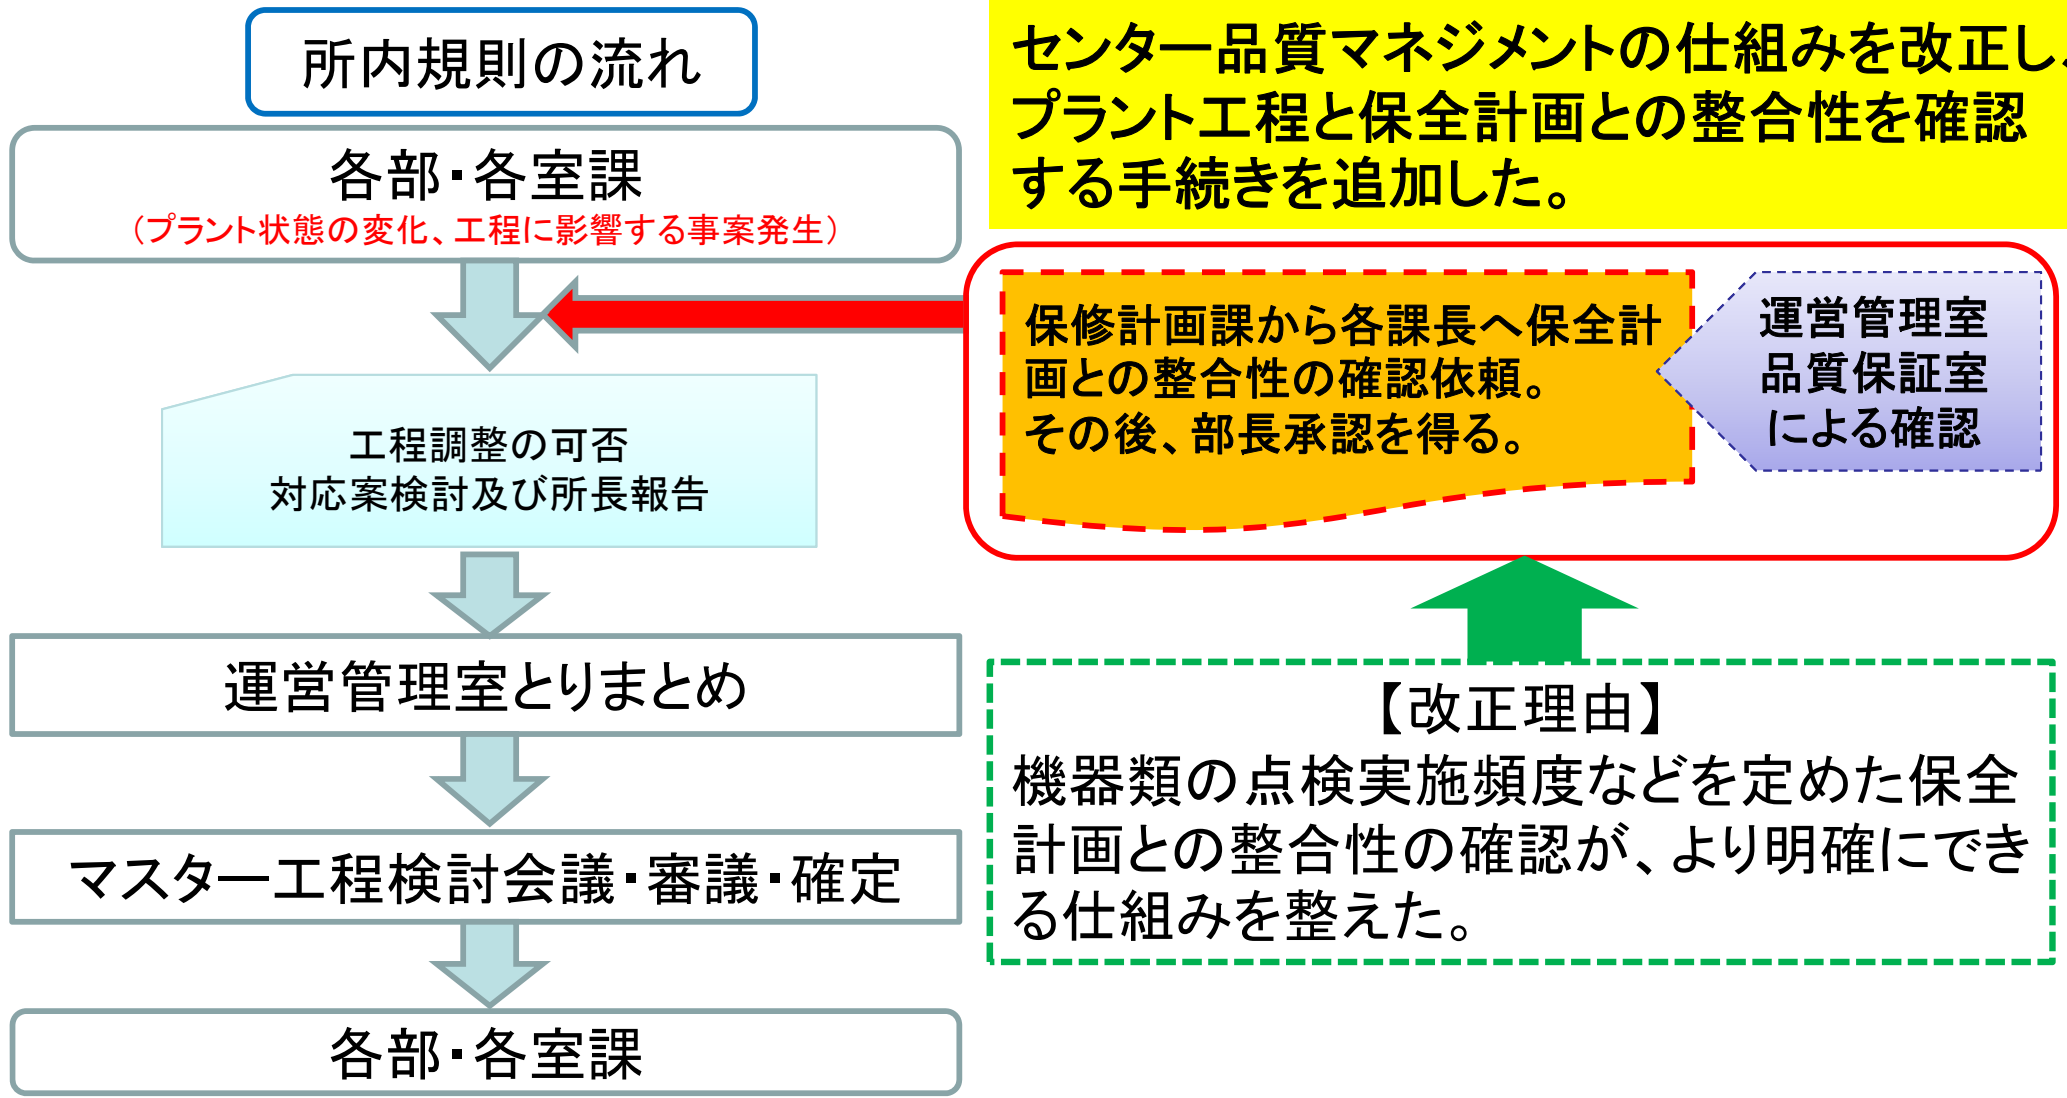 所内規則の流れ
各部・各室課
（プラント状態の変化、工程に影響する事案発生）
工程調整の可否
対応案検討及び所長報告
運営管理室とりまとめ
マスター工程検討会議・審議・確定
各部・各室課
センター品質マネジメントの仕組みを改正し、
プラント工程と保全計画との整合性を確認
する手続きを追加した。
保修計画課から各課長へ保全計
画との整合性の確認依頼。
その後、部長承認を得る。
運営管理室
品質保証室
による確認
【改正理由】
機器類の点検実施頻度などを定めた保全
計画との整合性の確認が、より明確にでき
る仕組みを整えた。